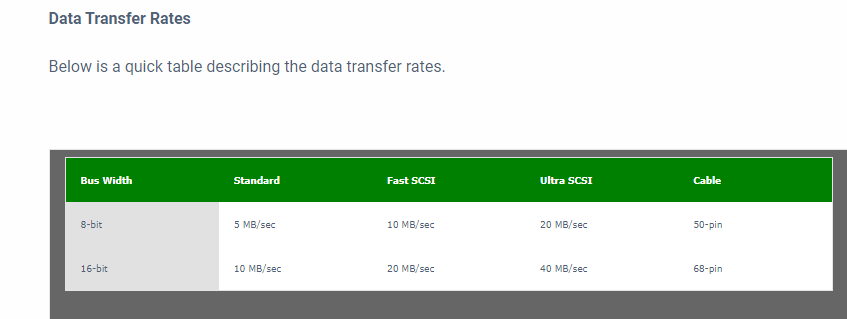 Data Transfer Rates
Below is a quick table describing the data transfer rates.
Bus Width Standard Fast SCSI Ultra SCSI Cable
8-bit 5 MB/sec 10 MB/sec 20 MB/sec 50-pin
16-bit 10 MB/sec 20 MB/sec 40 MB/sec 68-pin